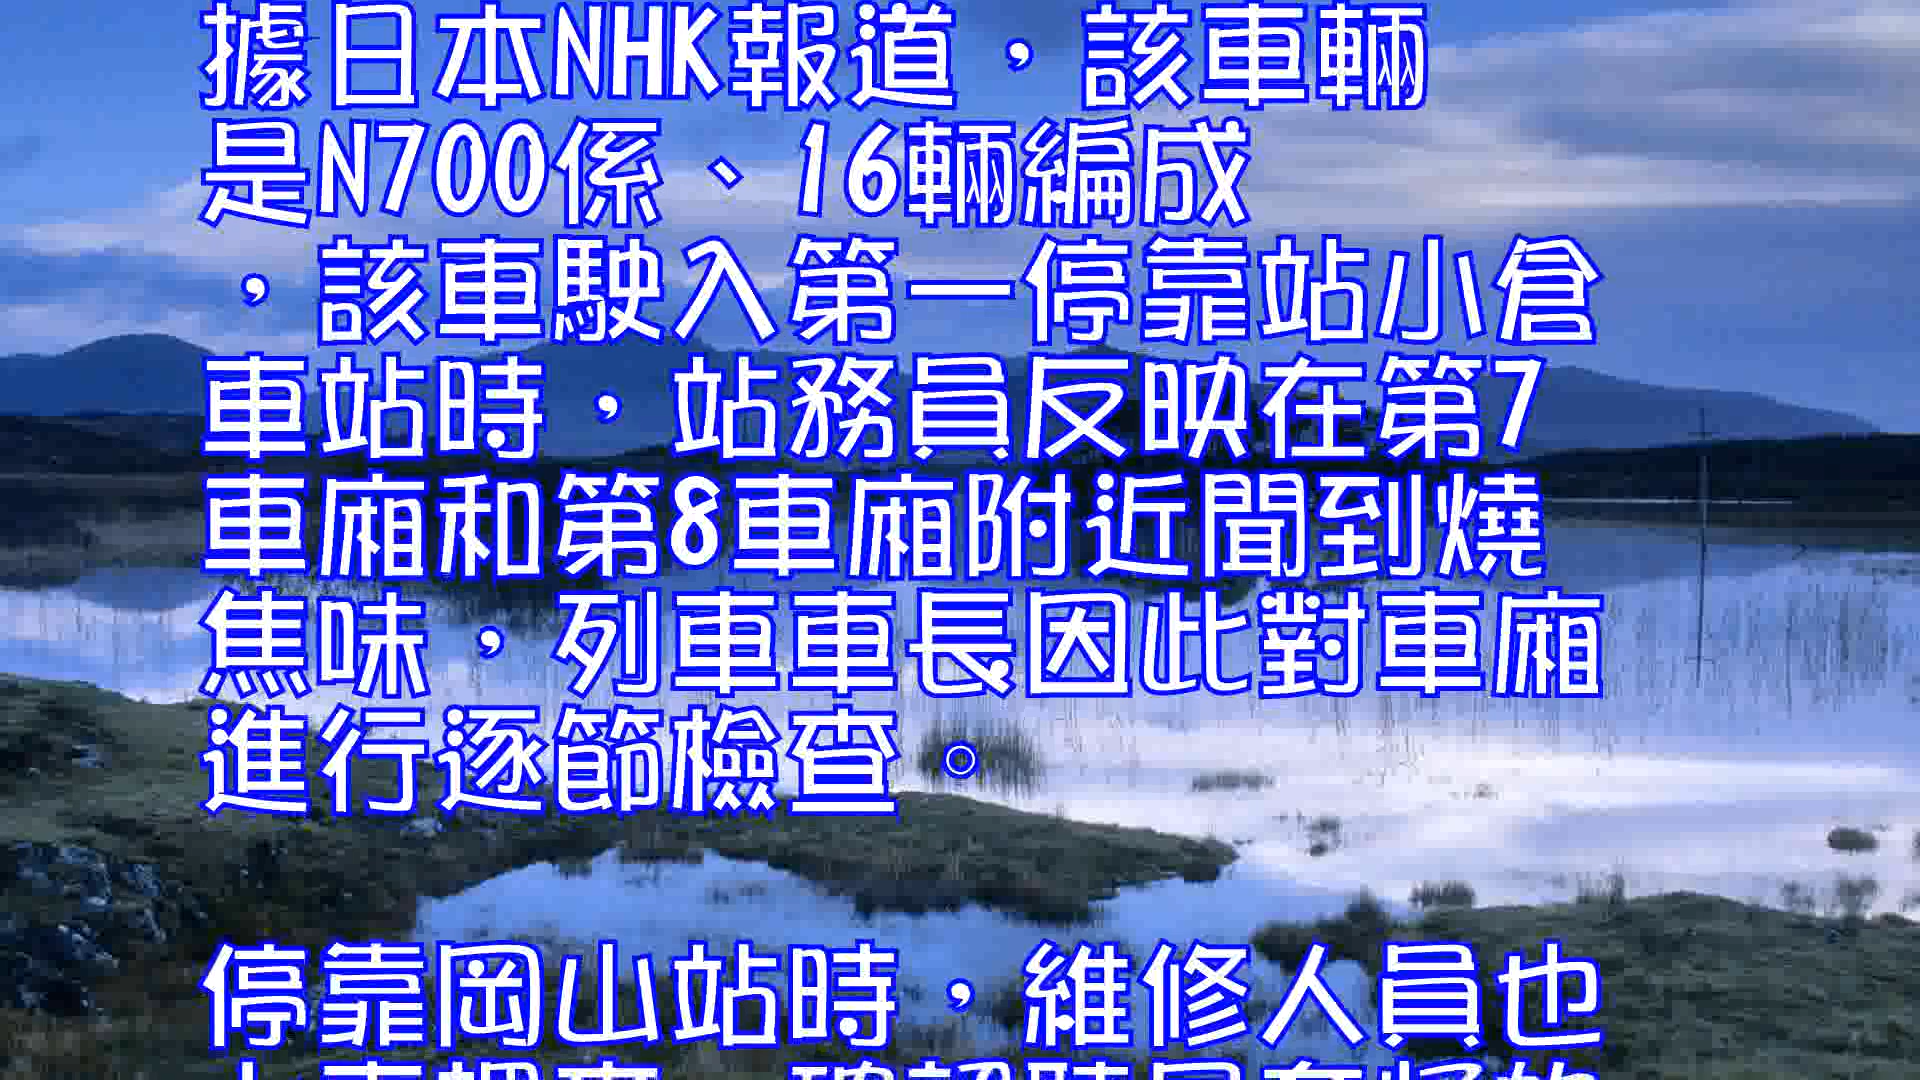 據日本NHK報道，該車輛
是N700係、16輛編成
，該車駛入第一停靠站小倉
車站時，站務員反映在第7
車廂和第8車廂附近聞到燒
焦味，列車車長因此對車廂
進行逐節檢查。
停靠岡山站時，維修人員也